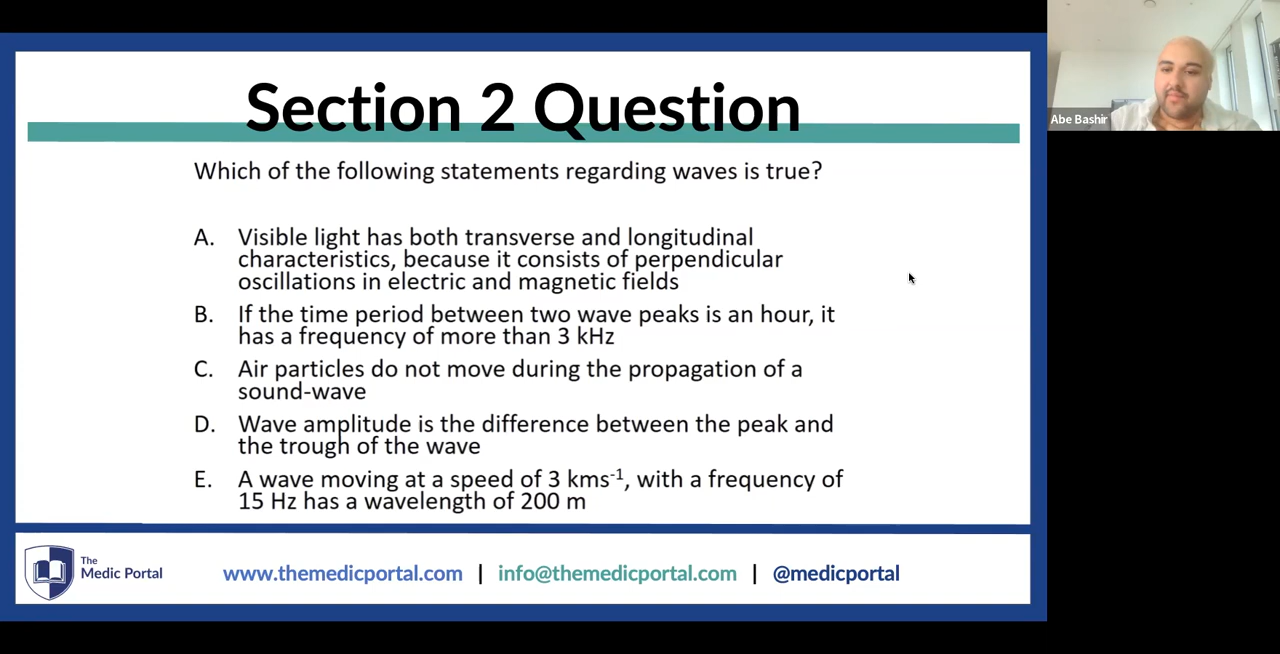 Section 2 Question
Abe Bashir
Which of the following statements regarding waves is true?
A. Visible light has both transverse and longitudinal
characteristics, because it consists of perpendicular
oscillations in electric and magnetic fields
B. If the time period between two wave peaks is an hour, it
has a frequency of more than 3 kHz
C. Air particles do not move during the propagation of a
sound-wave
D. Wave amplitude is the difference between the peak and
the trough of the wave
E. A wave moving at a speed of 3 kms⁻¹, with a frequency of
15 Hz has a wavelength of 200 m
The
Medic Portal
www.themedicportal.com | info@themedicportal.com | @medicportal